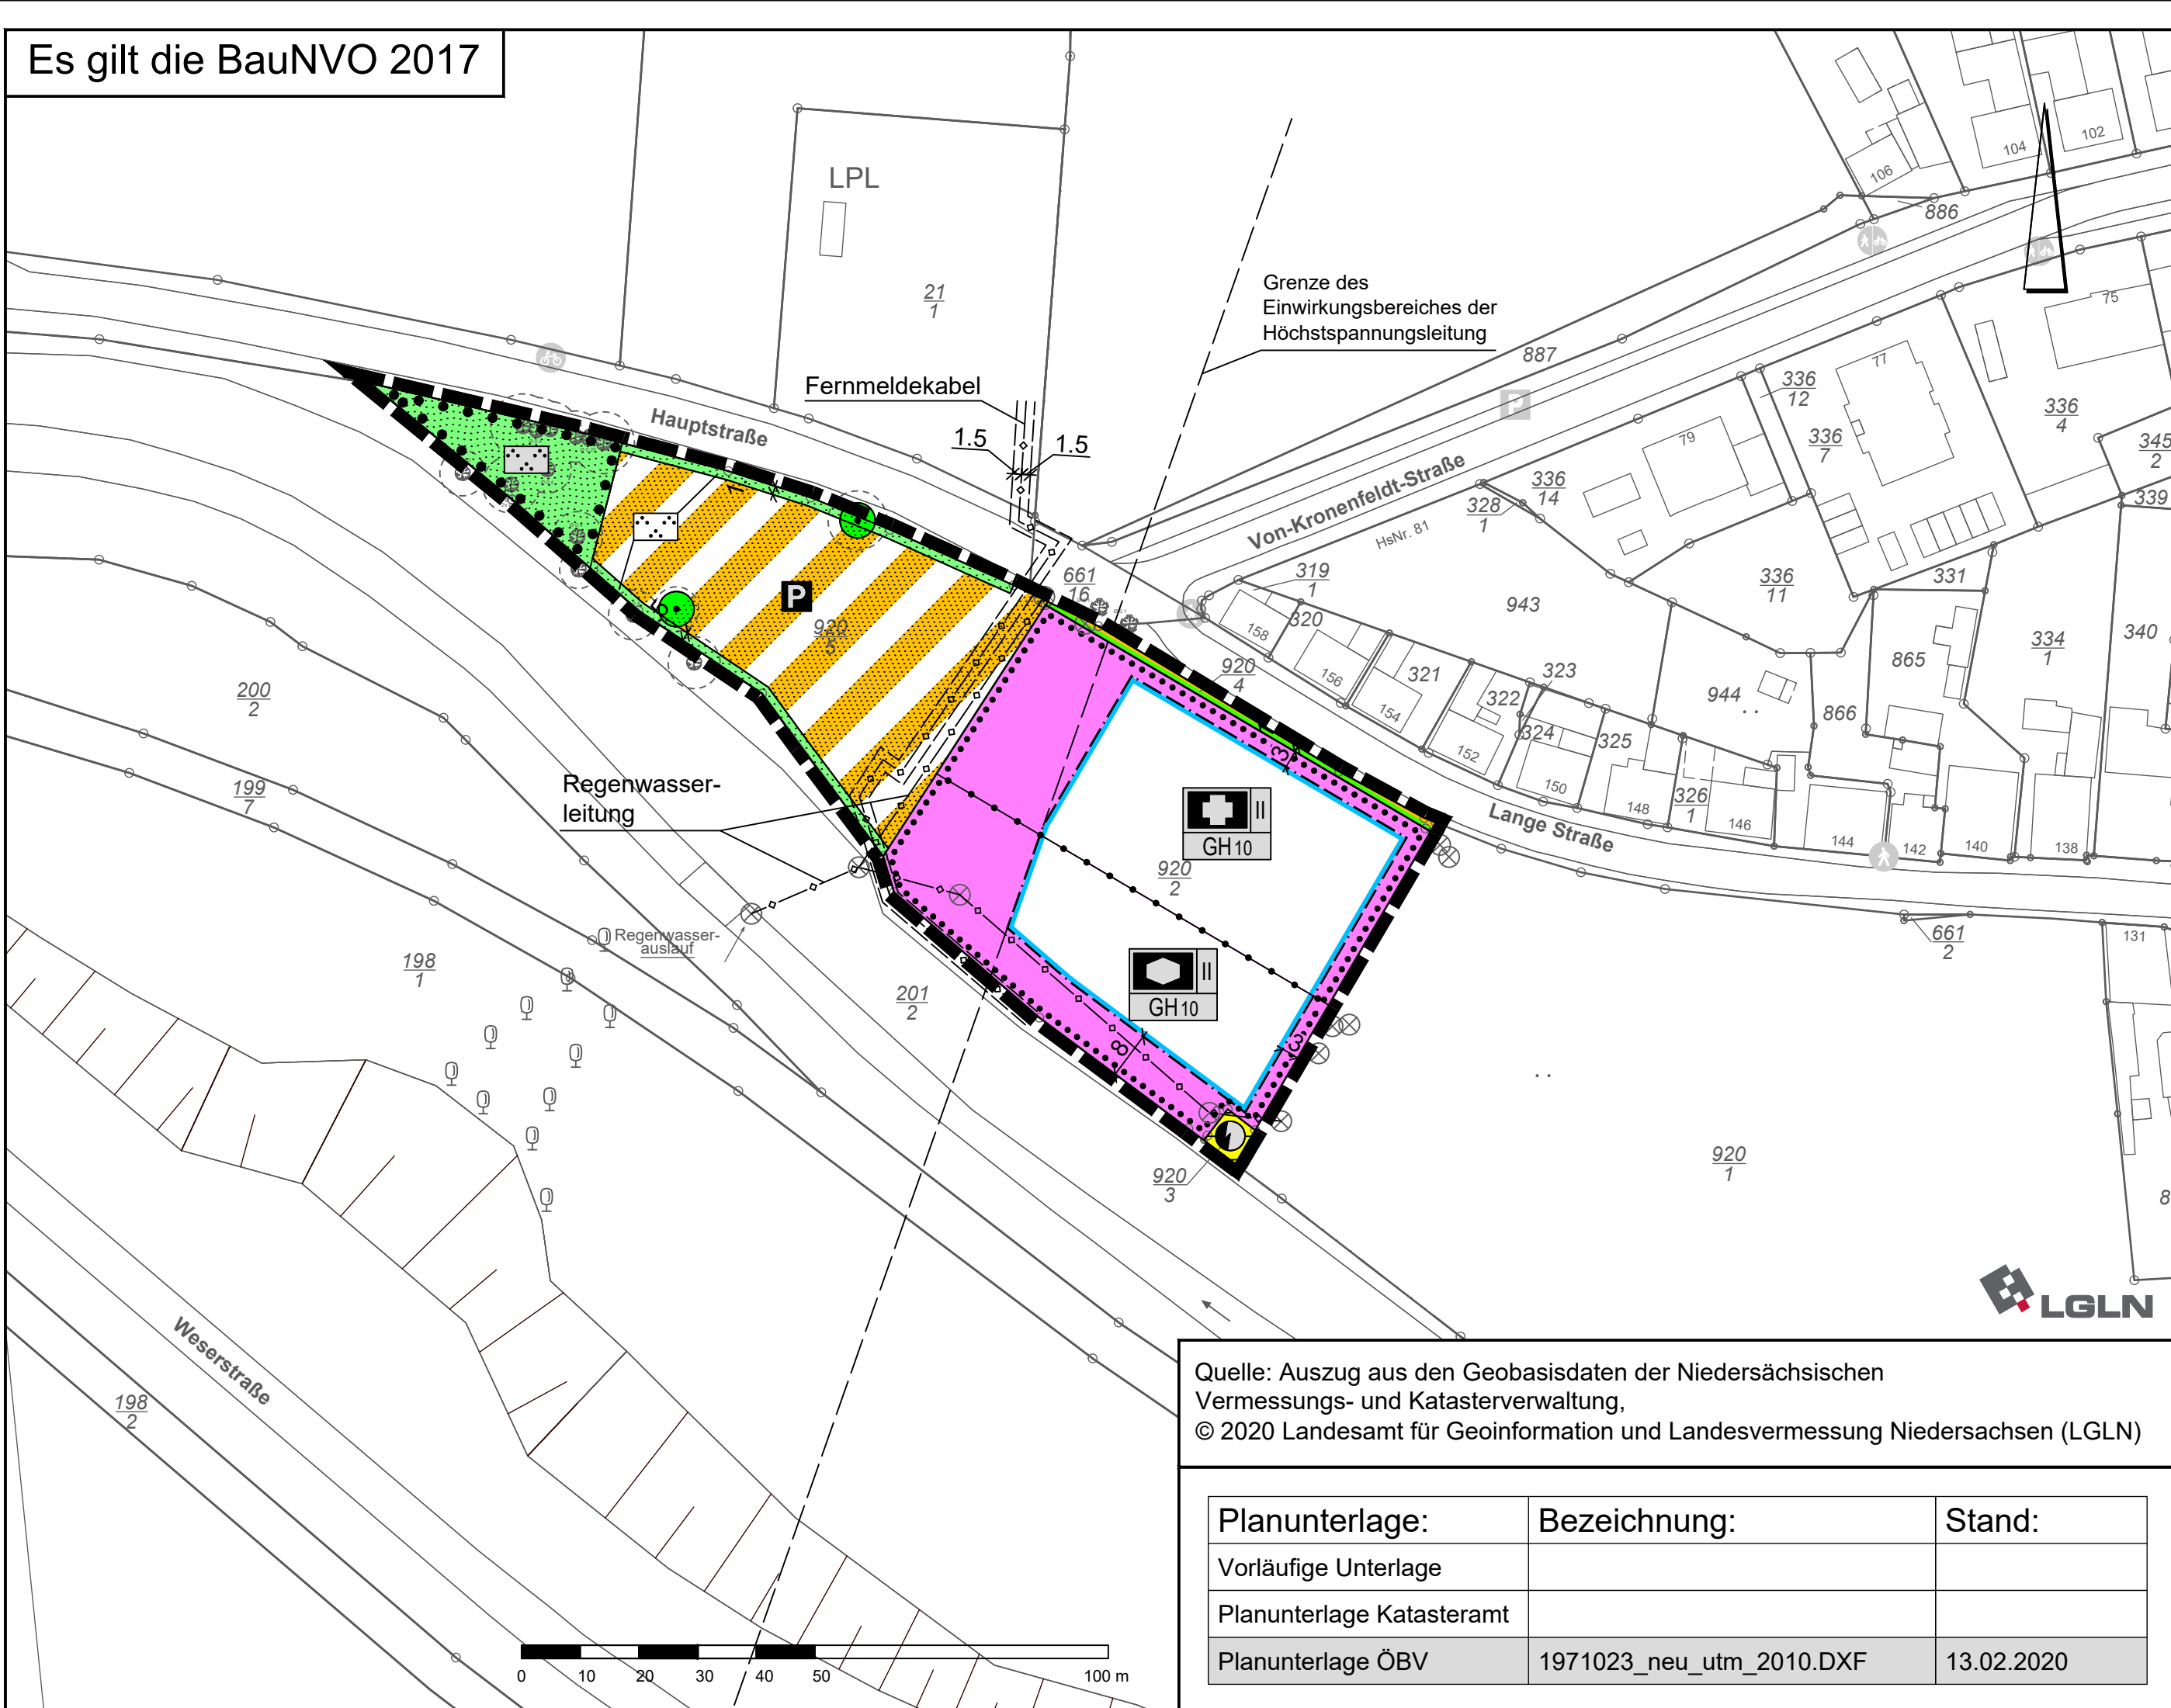 Es gilt die BauNVO 2017
LPL
21
1
Grenze des
Einwirkungsbereiches der
Höchstspannungsleitung
Fernmeldekabel
1.5
1.5
Hauptstraße
Von-Kronenfeldt-Straße
HsNr. 81
Lange Straße
Weserstraße
106
104
102
886
887
75
77
79
336
12
336
7
336
4
345
2
339
336
14
328
1
336
11
331
334
1
340
319
1
320
943
944
865
866
661
16
158
156
154
152
150
148
146
144
142
140
138
131
321
322
323
324
325
326
1
920
4
920
5
P
P
1
3
3
8
II
GH 10
920
2
II
GH 10
920
3
920
1
661
2
8
200
2
199
7
198
1
201
2
198
2
Regenwasser-
leitung
Regenwasser-
auslauf
LGLN
0 10 20 30 40 50 100 m
Quelle: Auszug aus den Geobasisdaten der Niedersächsischen
Vermessungs- und Katasterverwaltung,
© 2020 Landesamt für Geoinformation und Landesvermessung Niedersachsen (LGLN)
Planunterlage: Bezeichnung: Stand:
Vorläufige Unterlage
Planunterlage Katasteramt
Planunterlage ÖBV 1971023_neu_utm_2010.DXF 13.02.2020